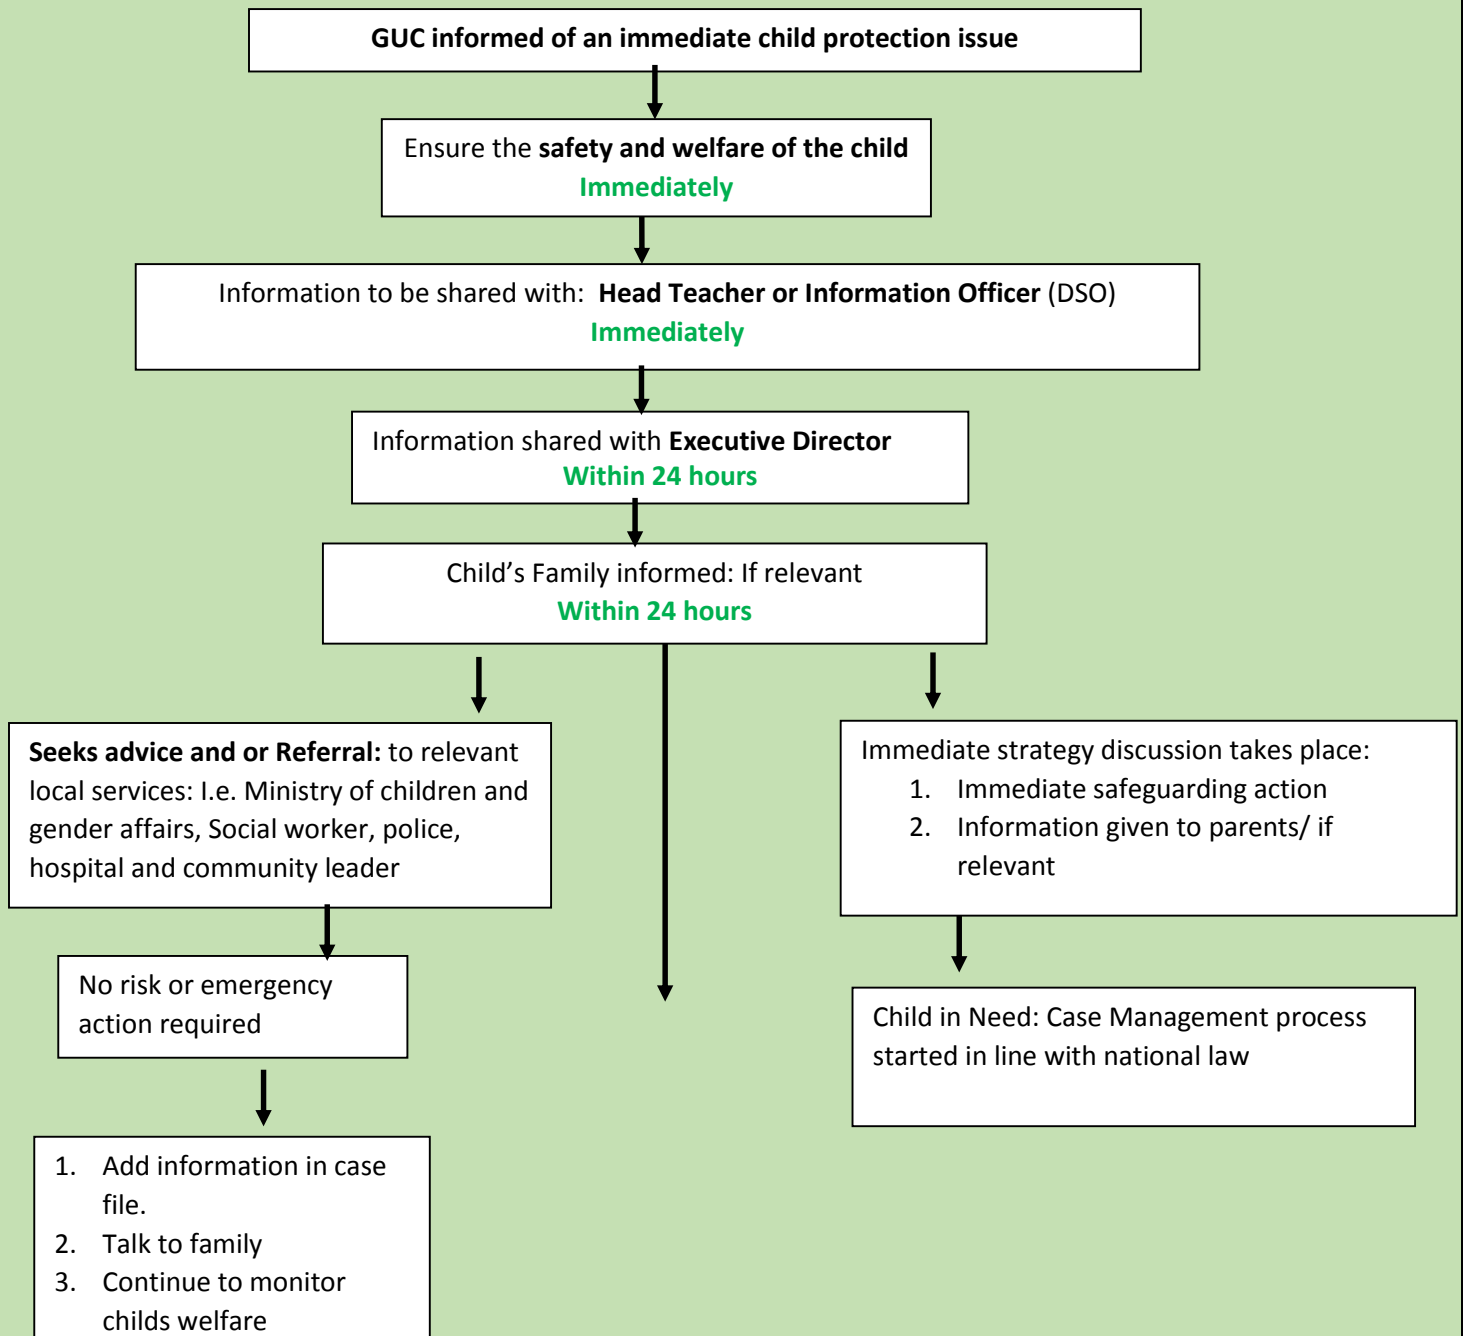 GUC informed of an immediate child protection issue
Ensure the safety and welfare of the child
Immediately
Information to be shared with:  Head Teacher or Information Officer (DSO)
Immediately
Information shared with Executive Director
Within 24 hours
Child’s Family informed: If relevant
Within 24 hours
Seeks advice and or Referral: to relevant
local services: I.e. Ministry of children and
gender affairs, Social worker, police,
hospital and community leader
Immediate strategy discussion takes place:
1. Immediate safeguarding action
2. Information given to parents/ if
relevant
No risk or emergency
action required
Child in Need: Case Management process
started in line with national law
1. Add information in case
file.
2. Talk to family
3. Continue to monitor
childs welfare